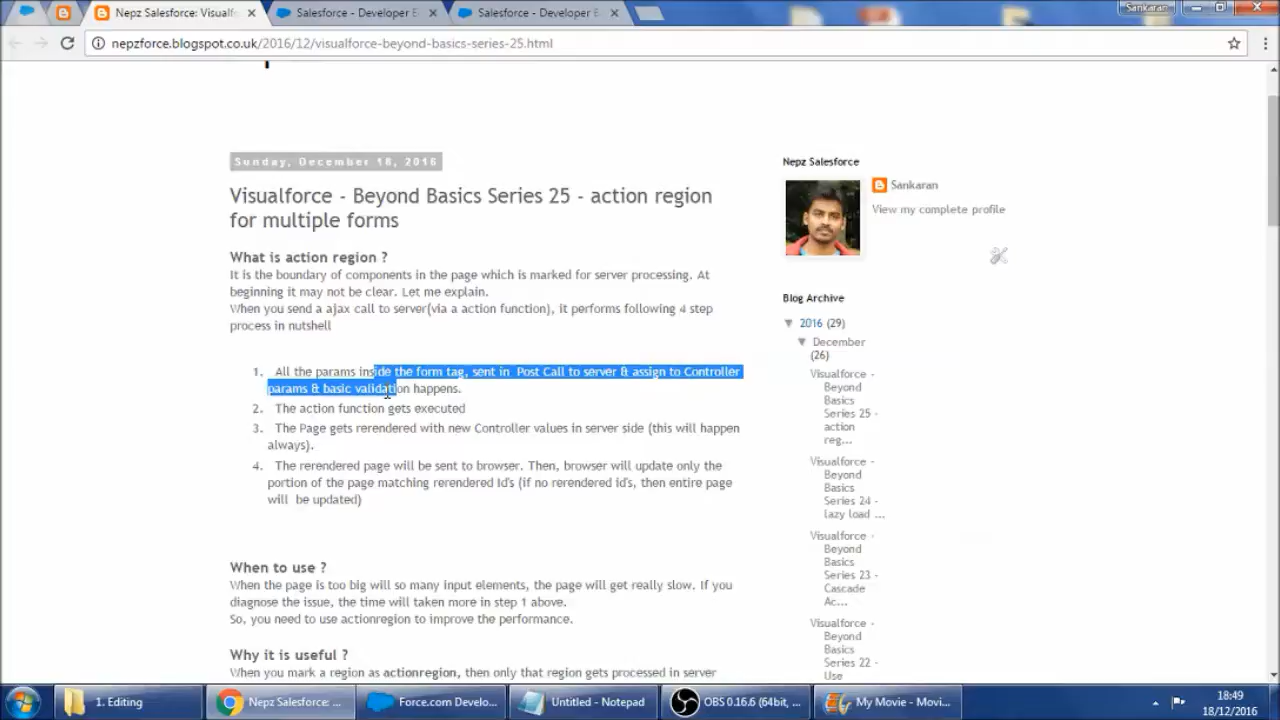 Nepz Salesforce: Visualf
Salesforce - Developer E
Salesforce - Developer E
Sankaran
nepzforce.blogspot.co.uk/2016/12/visualforce-beyond-basics-series-25.html
Sunday, December 18, 2016
Visualforce - Beyond Basics Series 25 - action region
for multiple forms
What is action region ?
It is the boundary of components in the page which is marked for server processing. At
beginning it may not be clear. Let me explain.
When you send a ajax call to server(via a action function), it performs following 4 step
process in nutshell
1. All the params inside the form tag, sent in Post Call to server & assign to Controller
params & basic validation happens.
2. The action function gets executed
3. The Page gets rerendered with new Controller values in server side (this will happen
always).
4. The rerendered page will be sent to browser. Then, browser will update only the
portion of the page matching rerendered Id's (if no rerendered id's, then entire page
will be updated)
When to use ?
When the page is too big will so many input elements, the page will get really slow. If you
diagnose the issue, the time will taken more in step 1 above.
So, you need to use actionregion to improve the performance.
Why it is useful ?
When you mark a region as actionregion, then only that region gets processed in server
Nepz Salesforce
Sankaran
View my complete profile
Blog Archive
▼ 2016 (29)
▼ December
(26)
Visualforce -
Beyond
Basics
Series 25 -
action
reg...
Visualforce -
Beyond
Basics
Series 24 -
lazy load ...
Visualforce -
Beyond
Basics
Series 23 -
Cascade
Ac...
Visualforce -
Beyond
Basics
Series 22 -
Use
1. Editing
Nepz Salesforce: ...
Force.com Develo...
Untitled - Notepad
OBS 0.16.6 (64bit, ...
My Movie - Movi...
18:49
18/12/2016